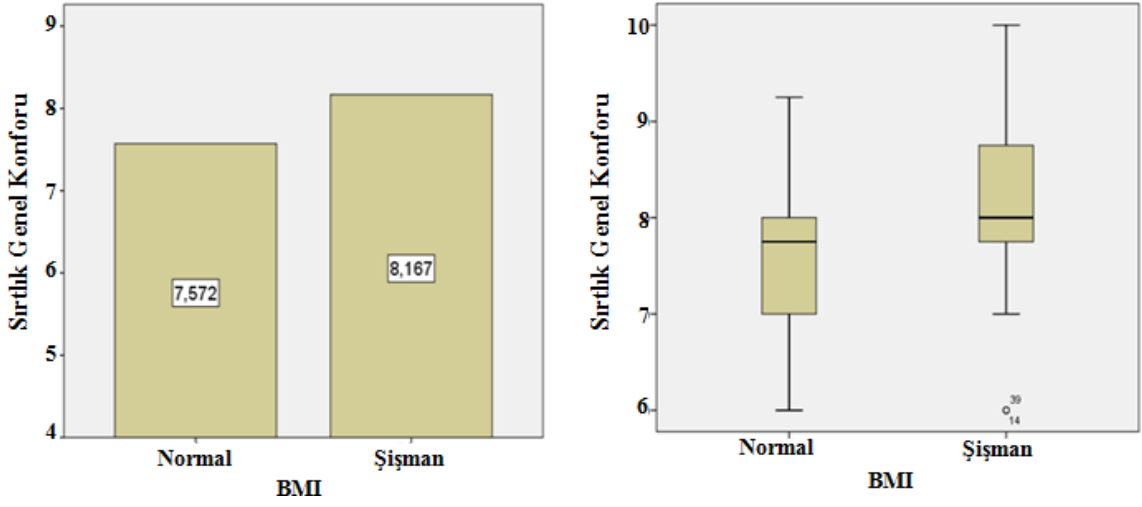 Sırtlık Genel Konforu
9
8
7
6
5
4
7,572
8,167
Normal Şişman
BMI
Sırtlık Genel Konforu
10
9
8
7
6
39
14
Normal Şişman
BMI